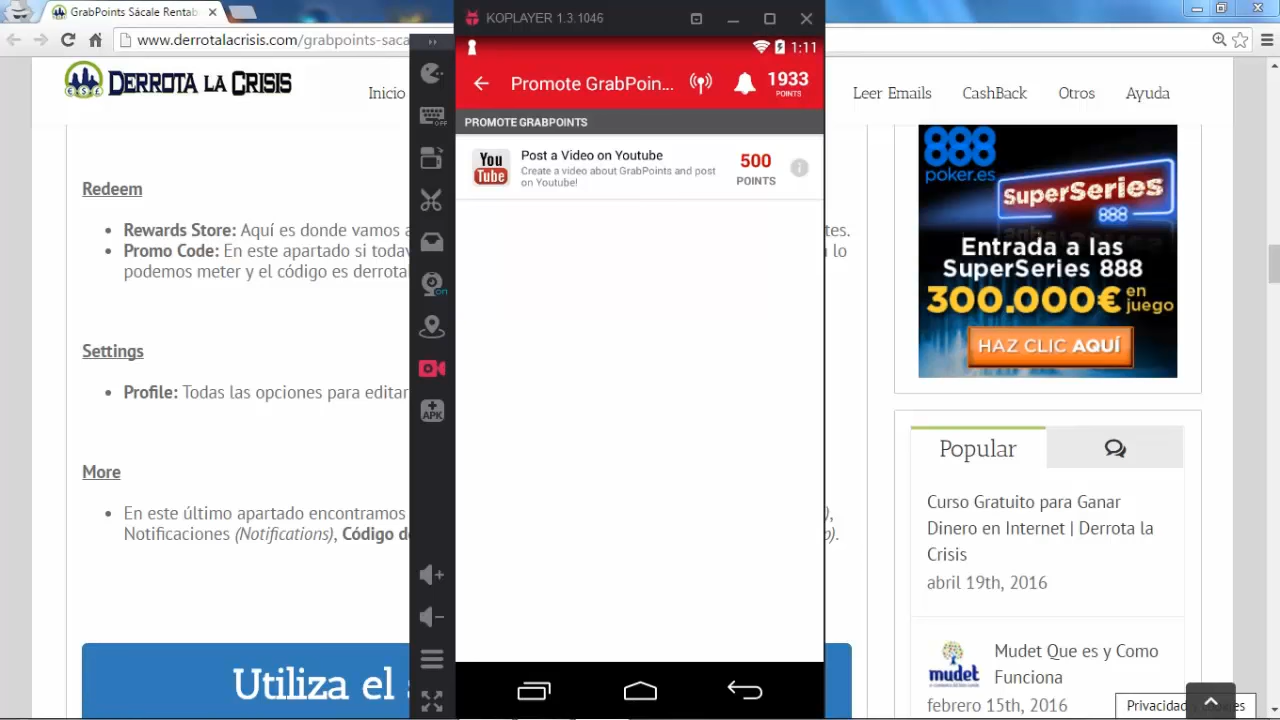 GrabPoints Sácale Rentab
KOPLAYER 1.3.1046
www.derrotalacrisis.com/grabpoints-saca
1:11
DERROTA LA CRISIS
Inicio
Promote GrabPoin...
1933
POINTS
Leer Emails
CashBack
Otros
Ayuda
PROMOTE GRABPOINTS
You
Tube
Post a Video on Youtube
Create a video about GrabPoints and post
on Youtube!
500
POINTS
OFF
on
APK
Redeem
Rewards Store: Aquí es donde vamos a
tes.
Promo Code: En este apartado si
lo
podemos meter y el código es
Settings
Profile: Todas las opciones para editar
More
En este último apartado encontramos
),
Notificaciones (Notifications), Código
o).
Utiliza el
888
poker.es
SuperSeries
888
Entrada a las
SuperSeries 888
300.000€ en
juego
HAZ CLIC AQUÍ
Popular
Curso Gratuito para Ganar
Dinero en Internet | Derrota la
Crisis
abril 19th, 2016
mudet
Mudet Que es y Como
Funciona
febrero 15th, 2016
Privacidad y cookies